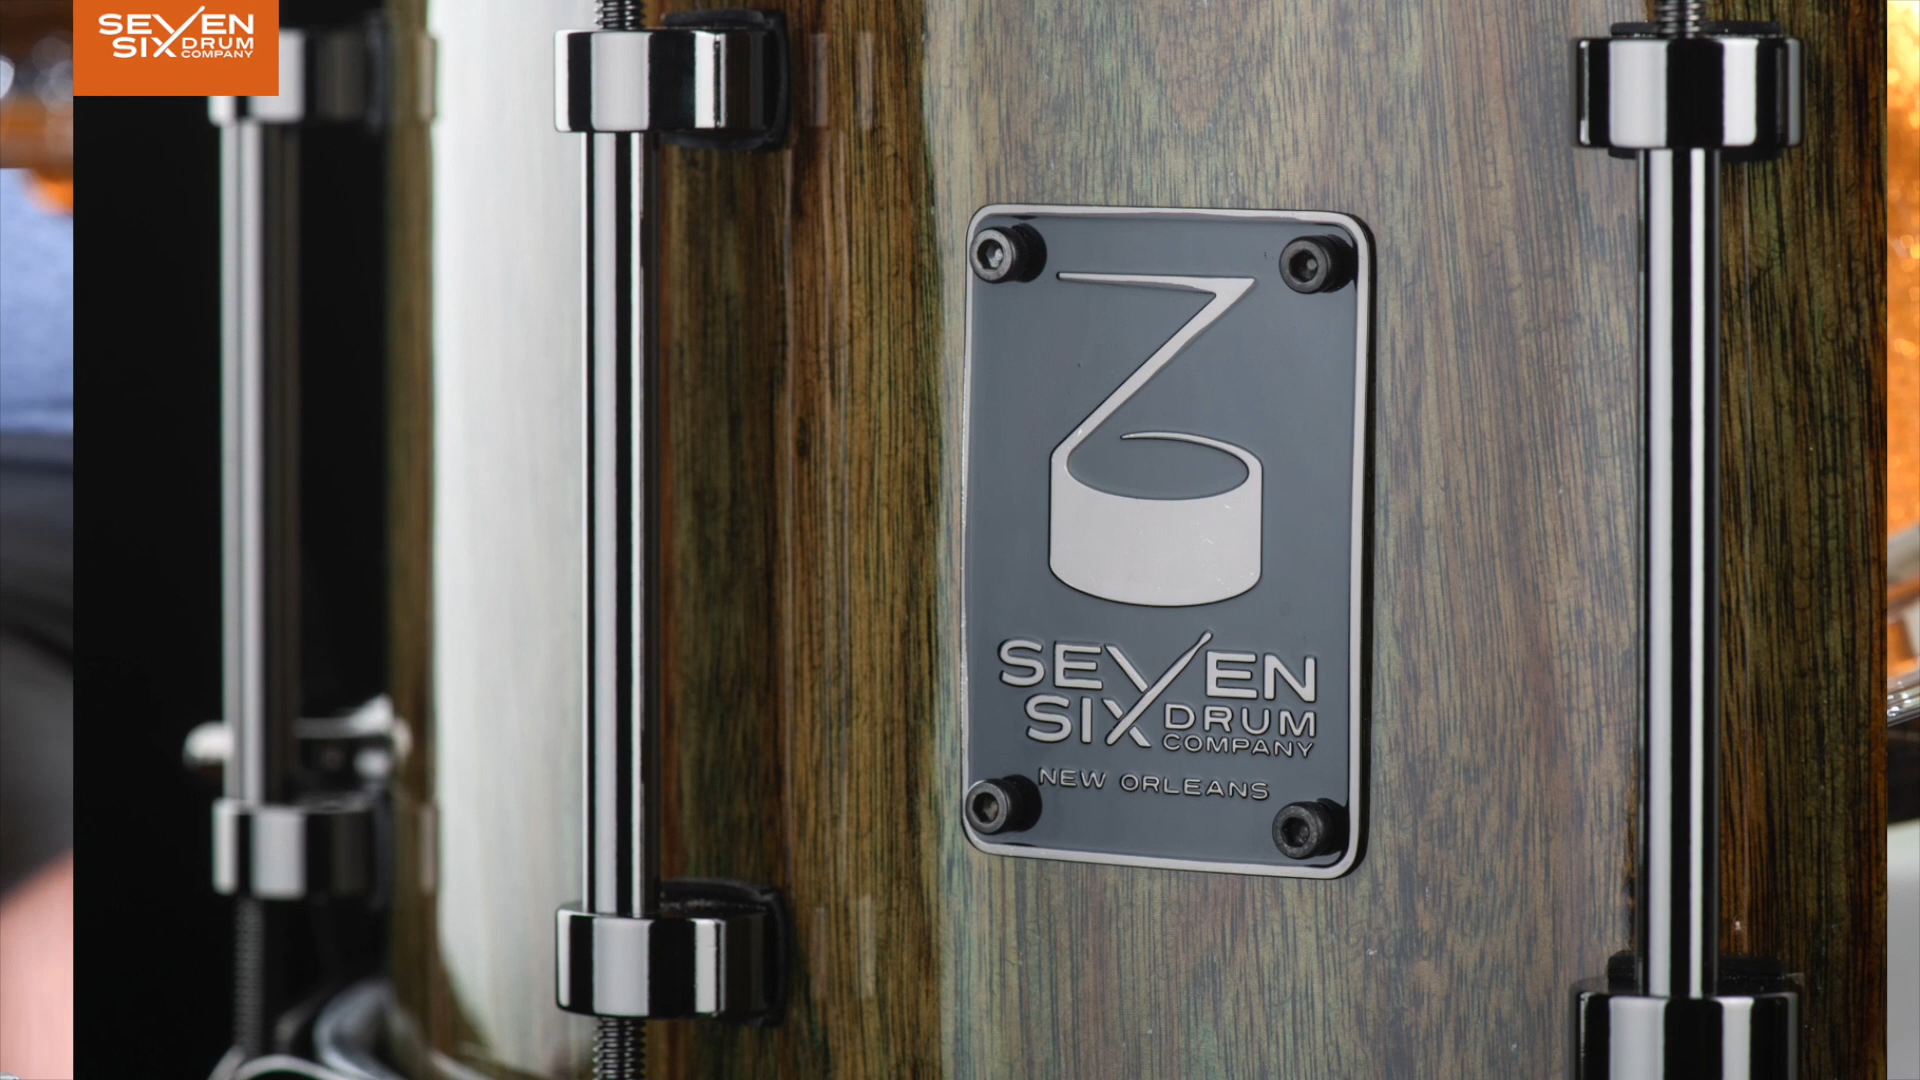 SEVEN
SIX DRUM
COMPANY
SEVEN
SIX DRUM
COMPANY
NEW ORLEANS